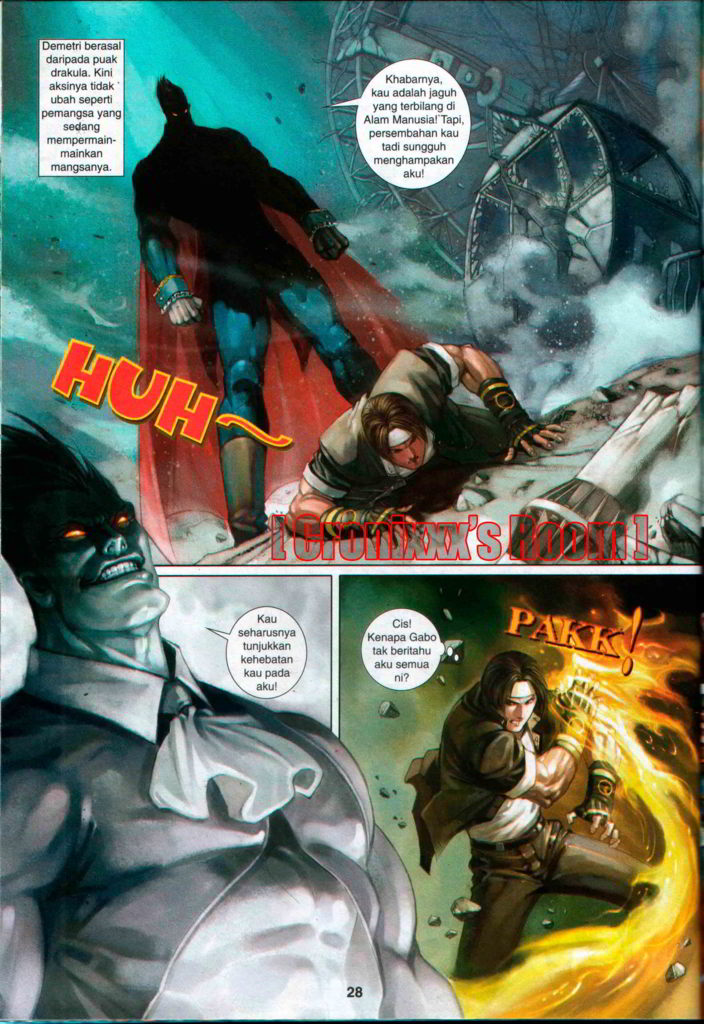 Demetri berasal
daripada puak
drakula. Kini
aksinya tidak
ubah seperti
pemangsa yang
sedang
mempermain-
mainkan
mangsanya.
Khabarnya,
kau adalah jaguh
yang terbilang di
Alam Manusia! Tapi,
persembahan kau
tadi sungguh
menghampakan
aku!
HUH~
[Cronixxx's Room]
Kau
seharusnya
tunjukkan
kehebatan
kau pada
aku!
Cis!
Kenapa Gabo
tak beritahu
aku semua
ni?
PAKK!
28